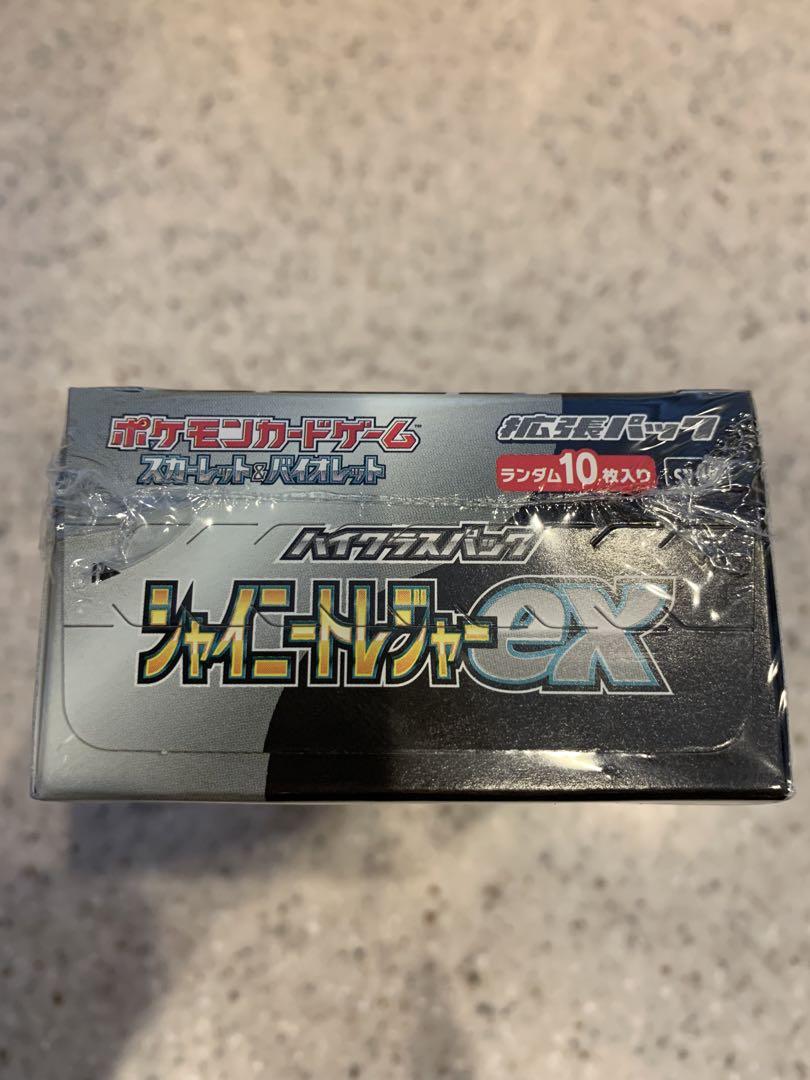 ポケモンカードゲーム™
スカーレット&バイオレット
拡張パック
ランダム10枚入り
ハイクラスパック
シャイニートレジャーex